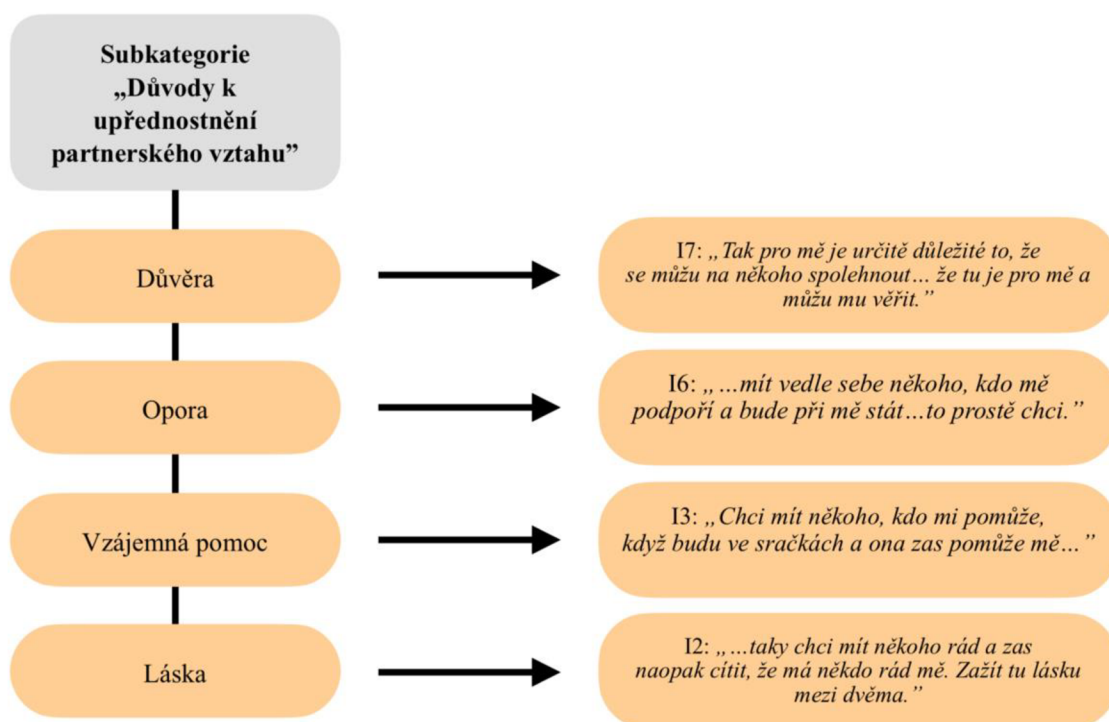 Subkategorie
„Důvody k
upřednostnění
partnerského vztahu”
Důvěra
I7: „Tak pro mě je určitě důležité to, že
se můžu na někoho spolehnout… že tu je pro mě a
můžu mu věřit.”
Opora
I6: „…mít vedle sebe někoho, kdo mě
podpoří a bude při mě stát…to prostě chci.”
Vzájemná pomoc
I3: „Chci mít někoho, kdo mi pomůže,
když budu ve sračkách a ona zas pomůže mě…”
Láska
I2: „…taky chci mít někoho rád a zas
naopak cítit, že má někdo rád mě. Zažít tu lásku
mezi dvěma.”